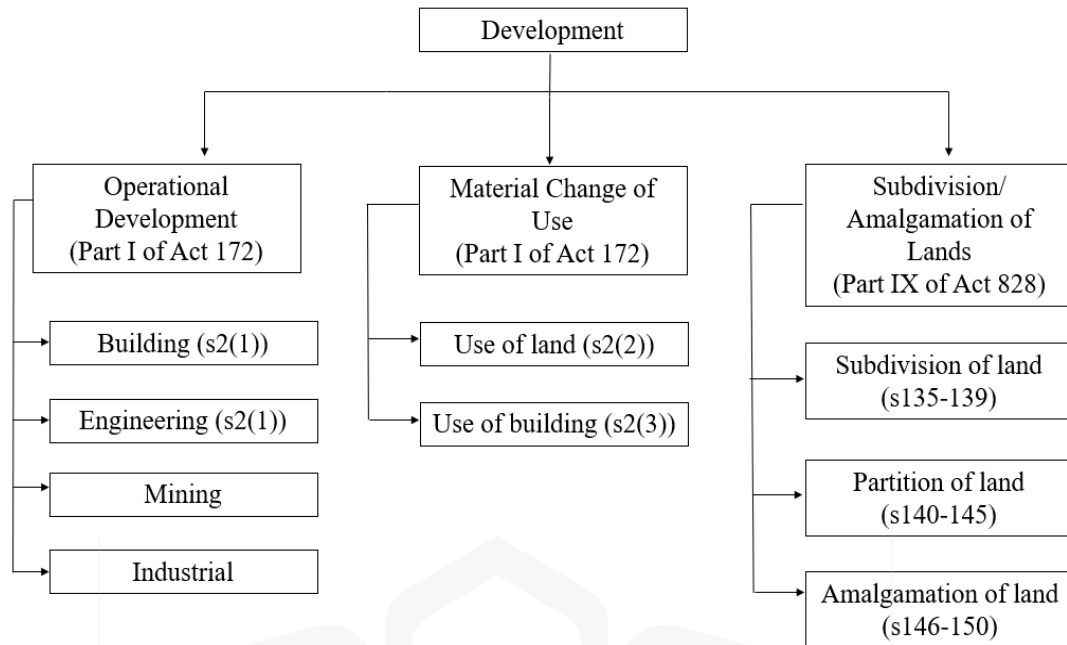 Development
Operational
Development
(Part I of Act 172)
Building (s2(1))
Engineering (s2(1))
Mining
Industrial
Material Change of
Use
(Part I of Act 172)
Use of land (s2(2))
Use of building (s2(3))
Subdivision/
Amalgamation of
Lands
(Part IX of Act 828)
Subdivision of land
(s135-139)
Partition of land
(s140-145)
Amalgamation of land
(s146-150)